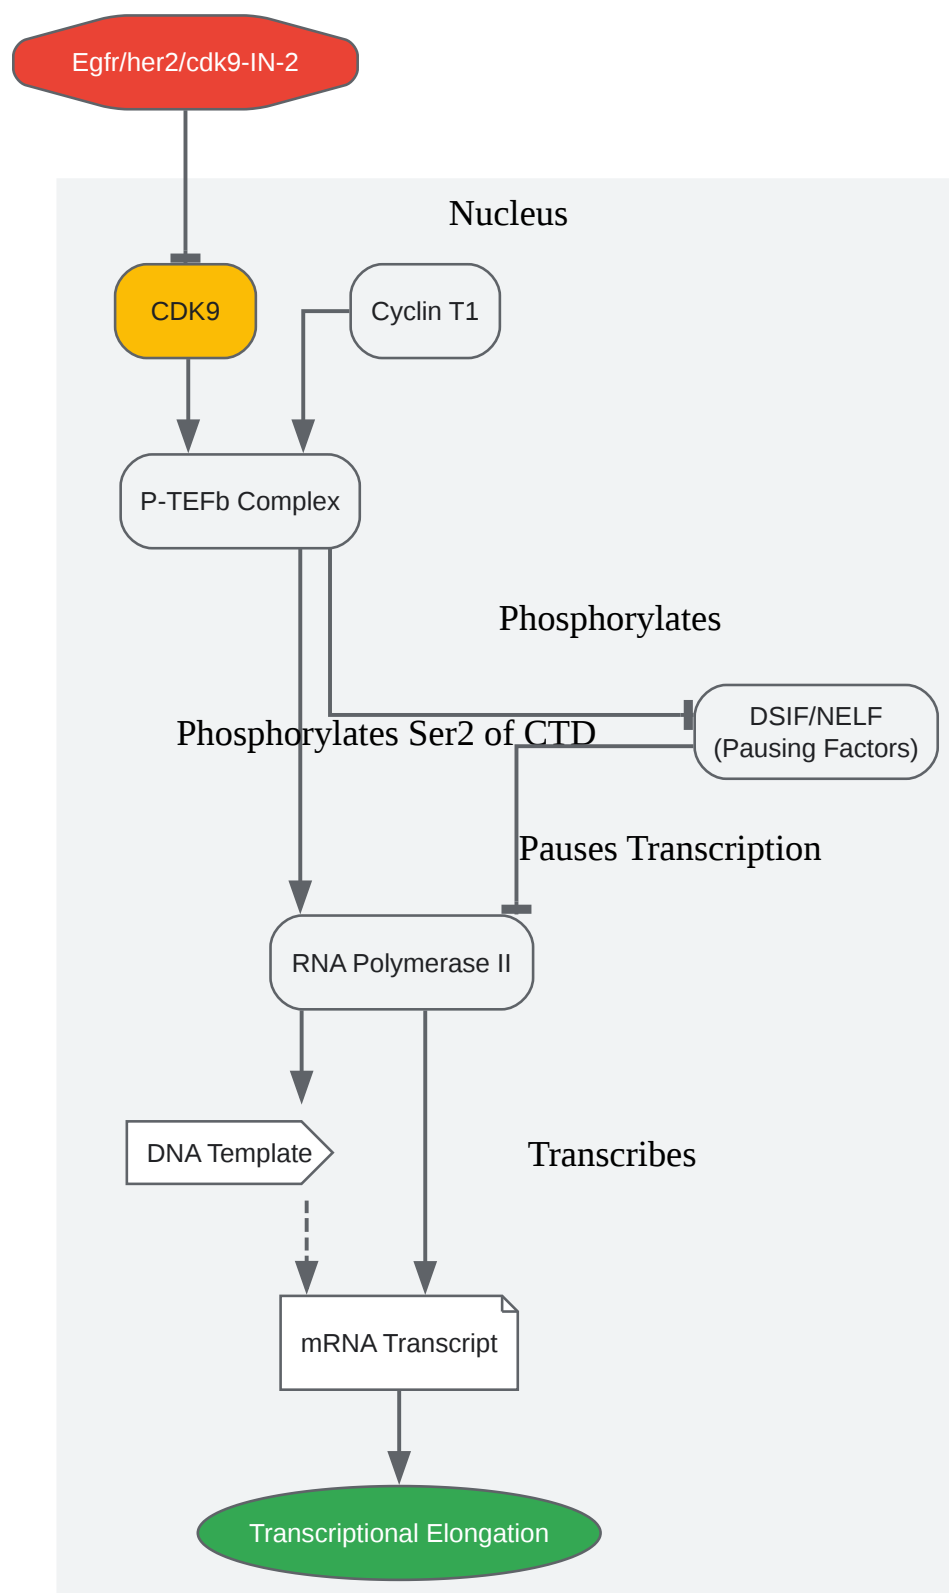 Egfr/her2/cdk9-IN-2
Nucleus
CDK9
Cyclin T1
P-TEFb Complex
Phosphorylates
DSIF/NELF
(Pausing Factors)
Phosphorylates Ser2 of CTD
Pauses Transcription
RNA Polymerase II
DNA Template
Transcribes
mRNA Transcript
Transcriptional Elongation